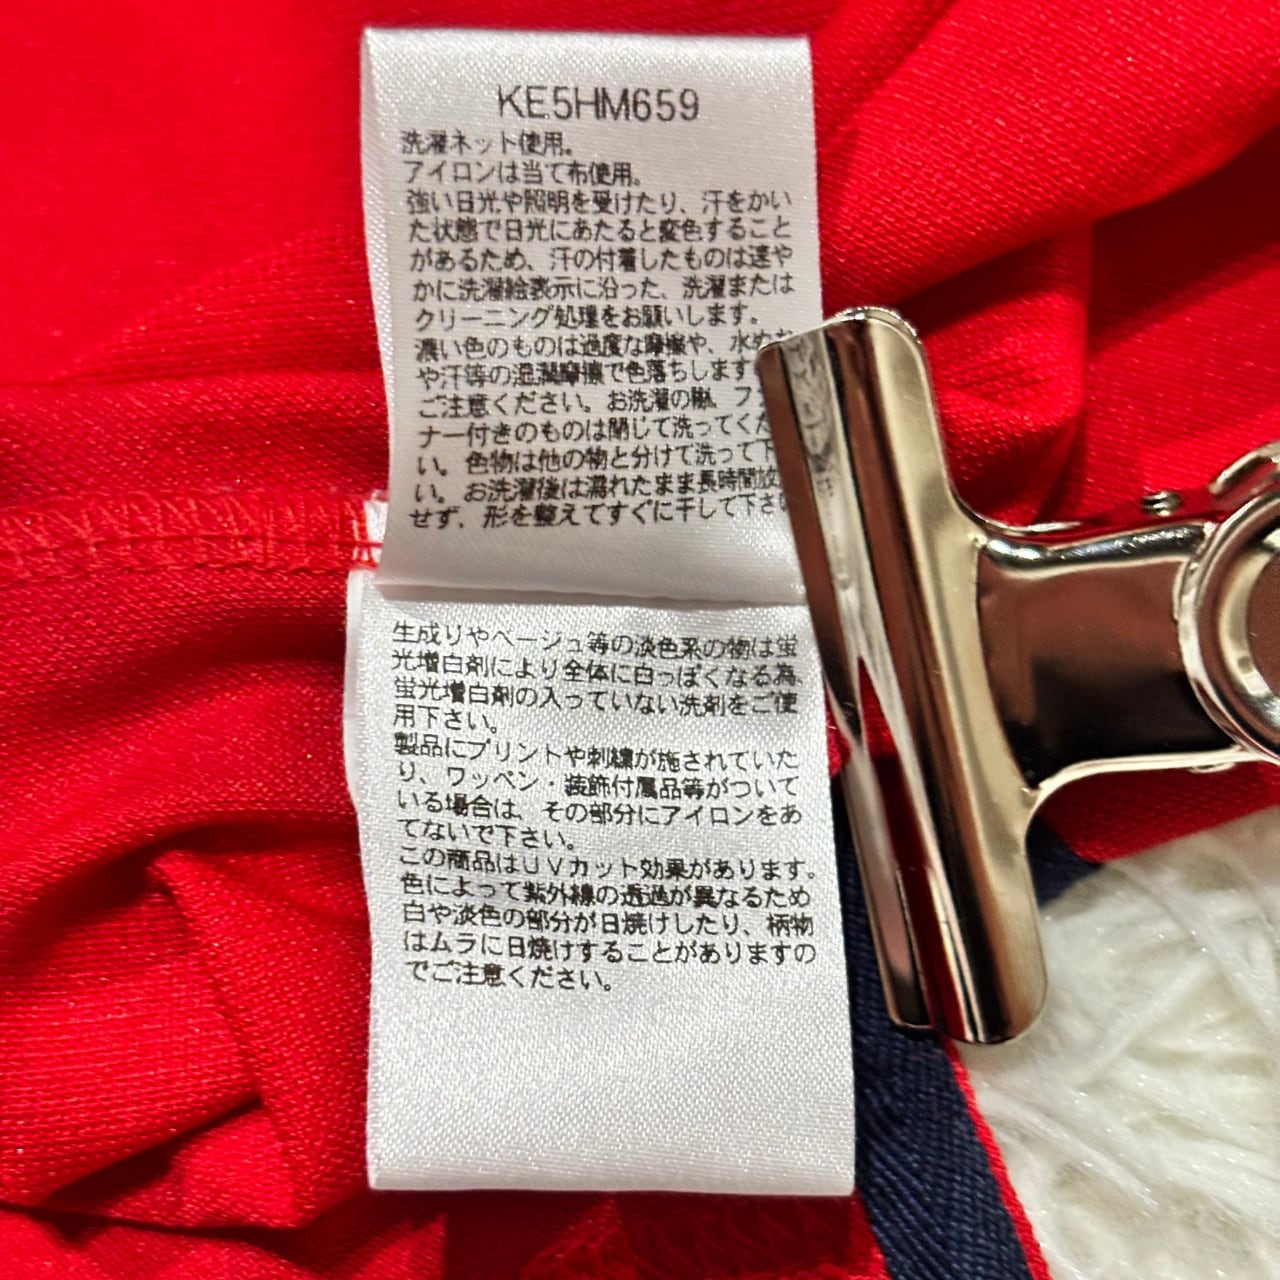 KE5HM659
洗濯ネット使用。
アイロンは当て布使用。
強い日光や照明を受けたり、汗をかい
た状態で日光にあたると変色すること
があるため、汗の付着したものは速や
かに洗濯絵表示に沿った、洗濯または
クリーニング処理をお願いします。
濃い色のものは過度な摩擦や、水ぬ
や汗等の湿潤摩擦で色落ちします
ご注意ください。お洗濯の際、フ
ナー付きのものは閉じて洗ってくだ
い。色物は他の物と分けて洗って下
い。お洗濯後は濡れたまま長時間放
せず、形を整えてすぐに干して下さ
生成りやベージュ等の淡色系の物は蛍
光増白剤により全体に白っぽくなる為、
蛍光増白剤の入っていない洗剤をご使
用下さい。
製品にプリントや刺繍が施されていた
り、ワッペン・装飾付属品等がついて
いる場合は、その部分にアイロンをあ
てないで下さい。
この商品はUVカット効果があります。
色によって紫外線の透過が異なるため
白や淡色の部分が日焼けしたり、柄物
はムラに日焼けすることがありますの
でご注意ください。